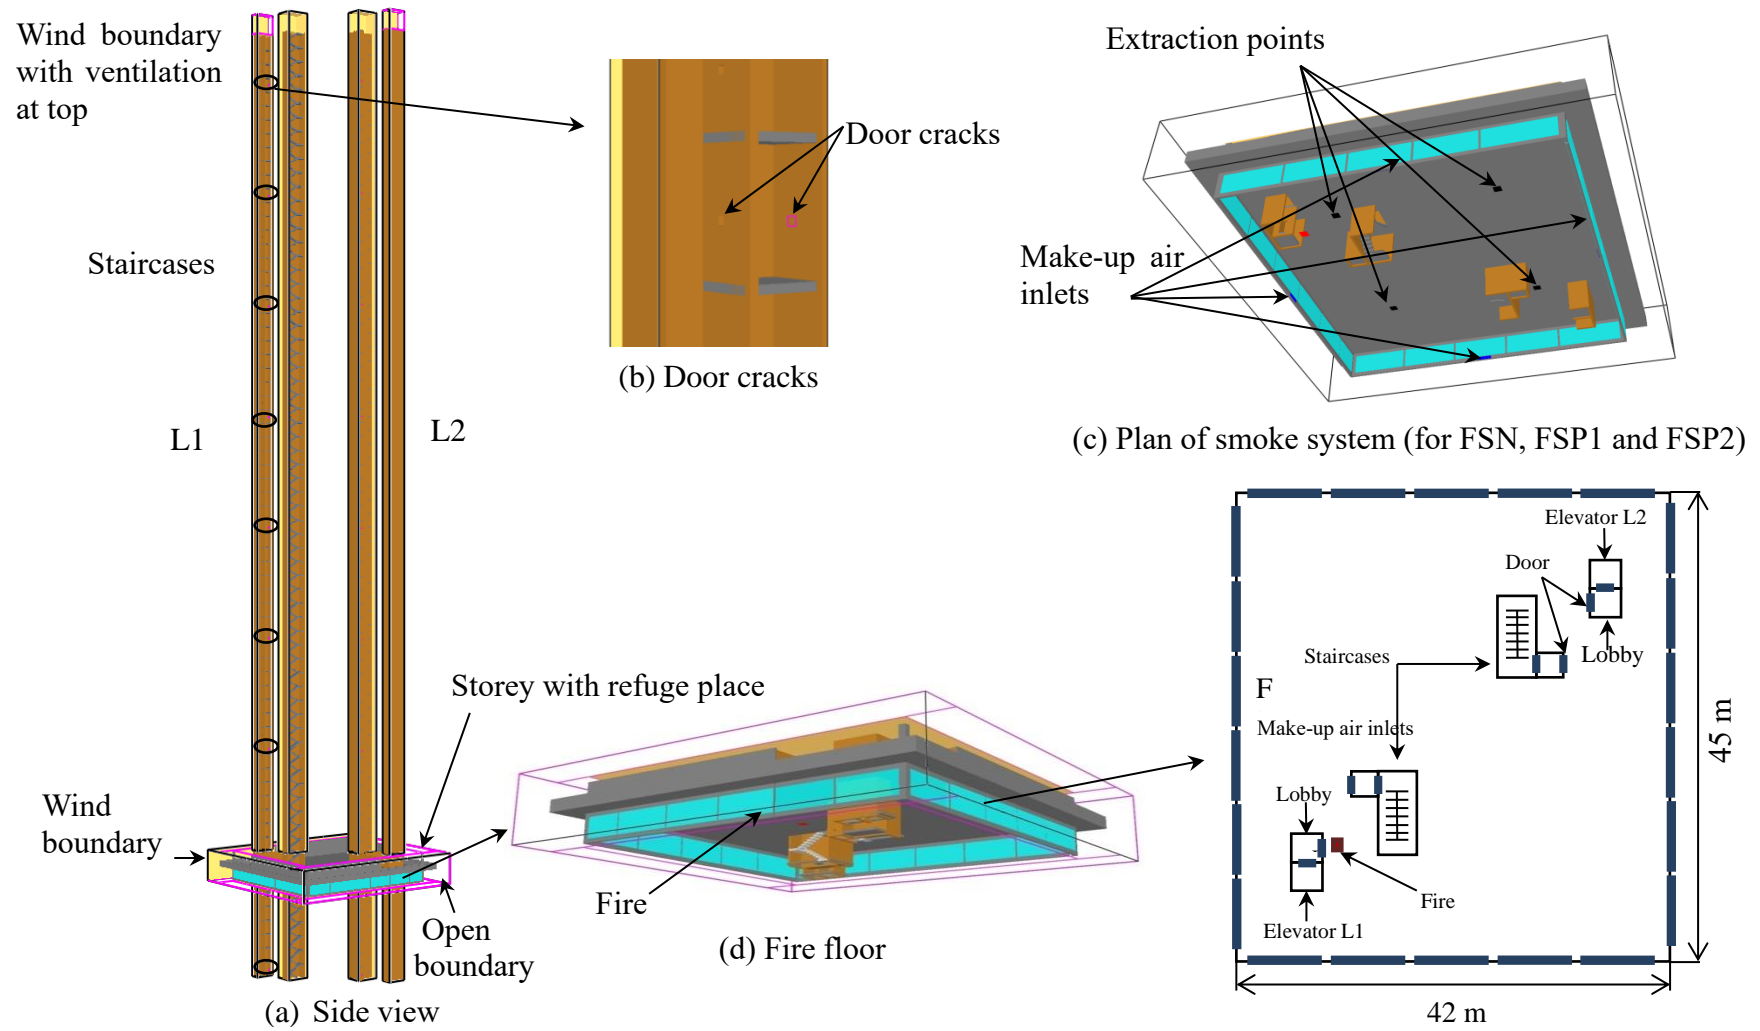 Wind boundary
with ventilation
at top
Staircases
L1
L2
Wind
boundary
Storey with refuge place
Open
boundary
(a) Side view
Door cracks
(b) Door cracks
Extraction points
Make-up air
inlets
(c) Plan of smoke system (for FSN, FSP1 and FSP2)
Fire
(d) Fire floor
Elevator L2
Door
Lobby
Staircases
F
Make-up air inlets
Lobby
Fire
Elevator L1
45 m
42 m